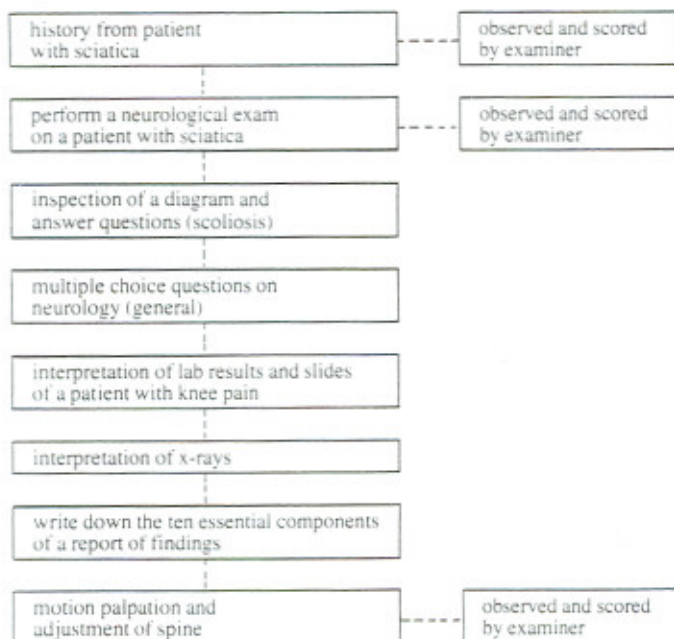 history from patient
with sciatica
observed and scored
by examiner
perform a neurological exam
on a patient with sciatica
observed and scored
by examiner
inspection of a diagram and
answer questions (scoliosis)
multiple choice questions on
neurology (general)
interpretation of lab results and slides
of a patient with knee pain
interpretation of x-rays
write down the ten essential components
of a report of findings
motion palpation and
adjustment of spine
observed and scored
by examiner